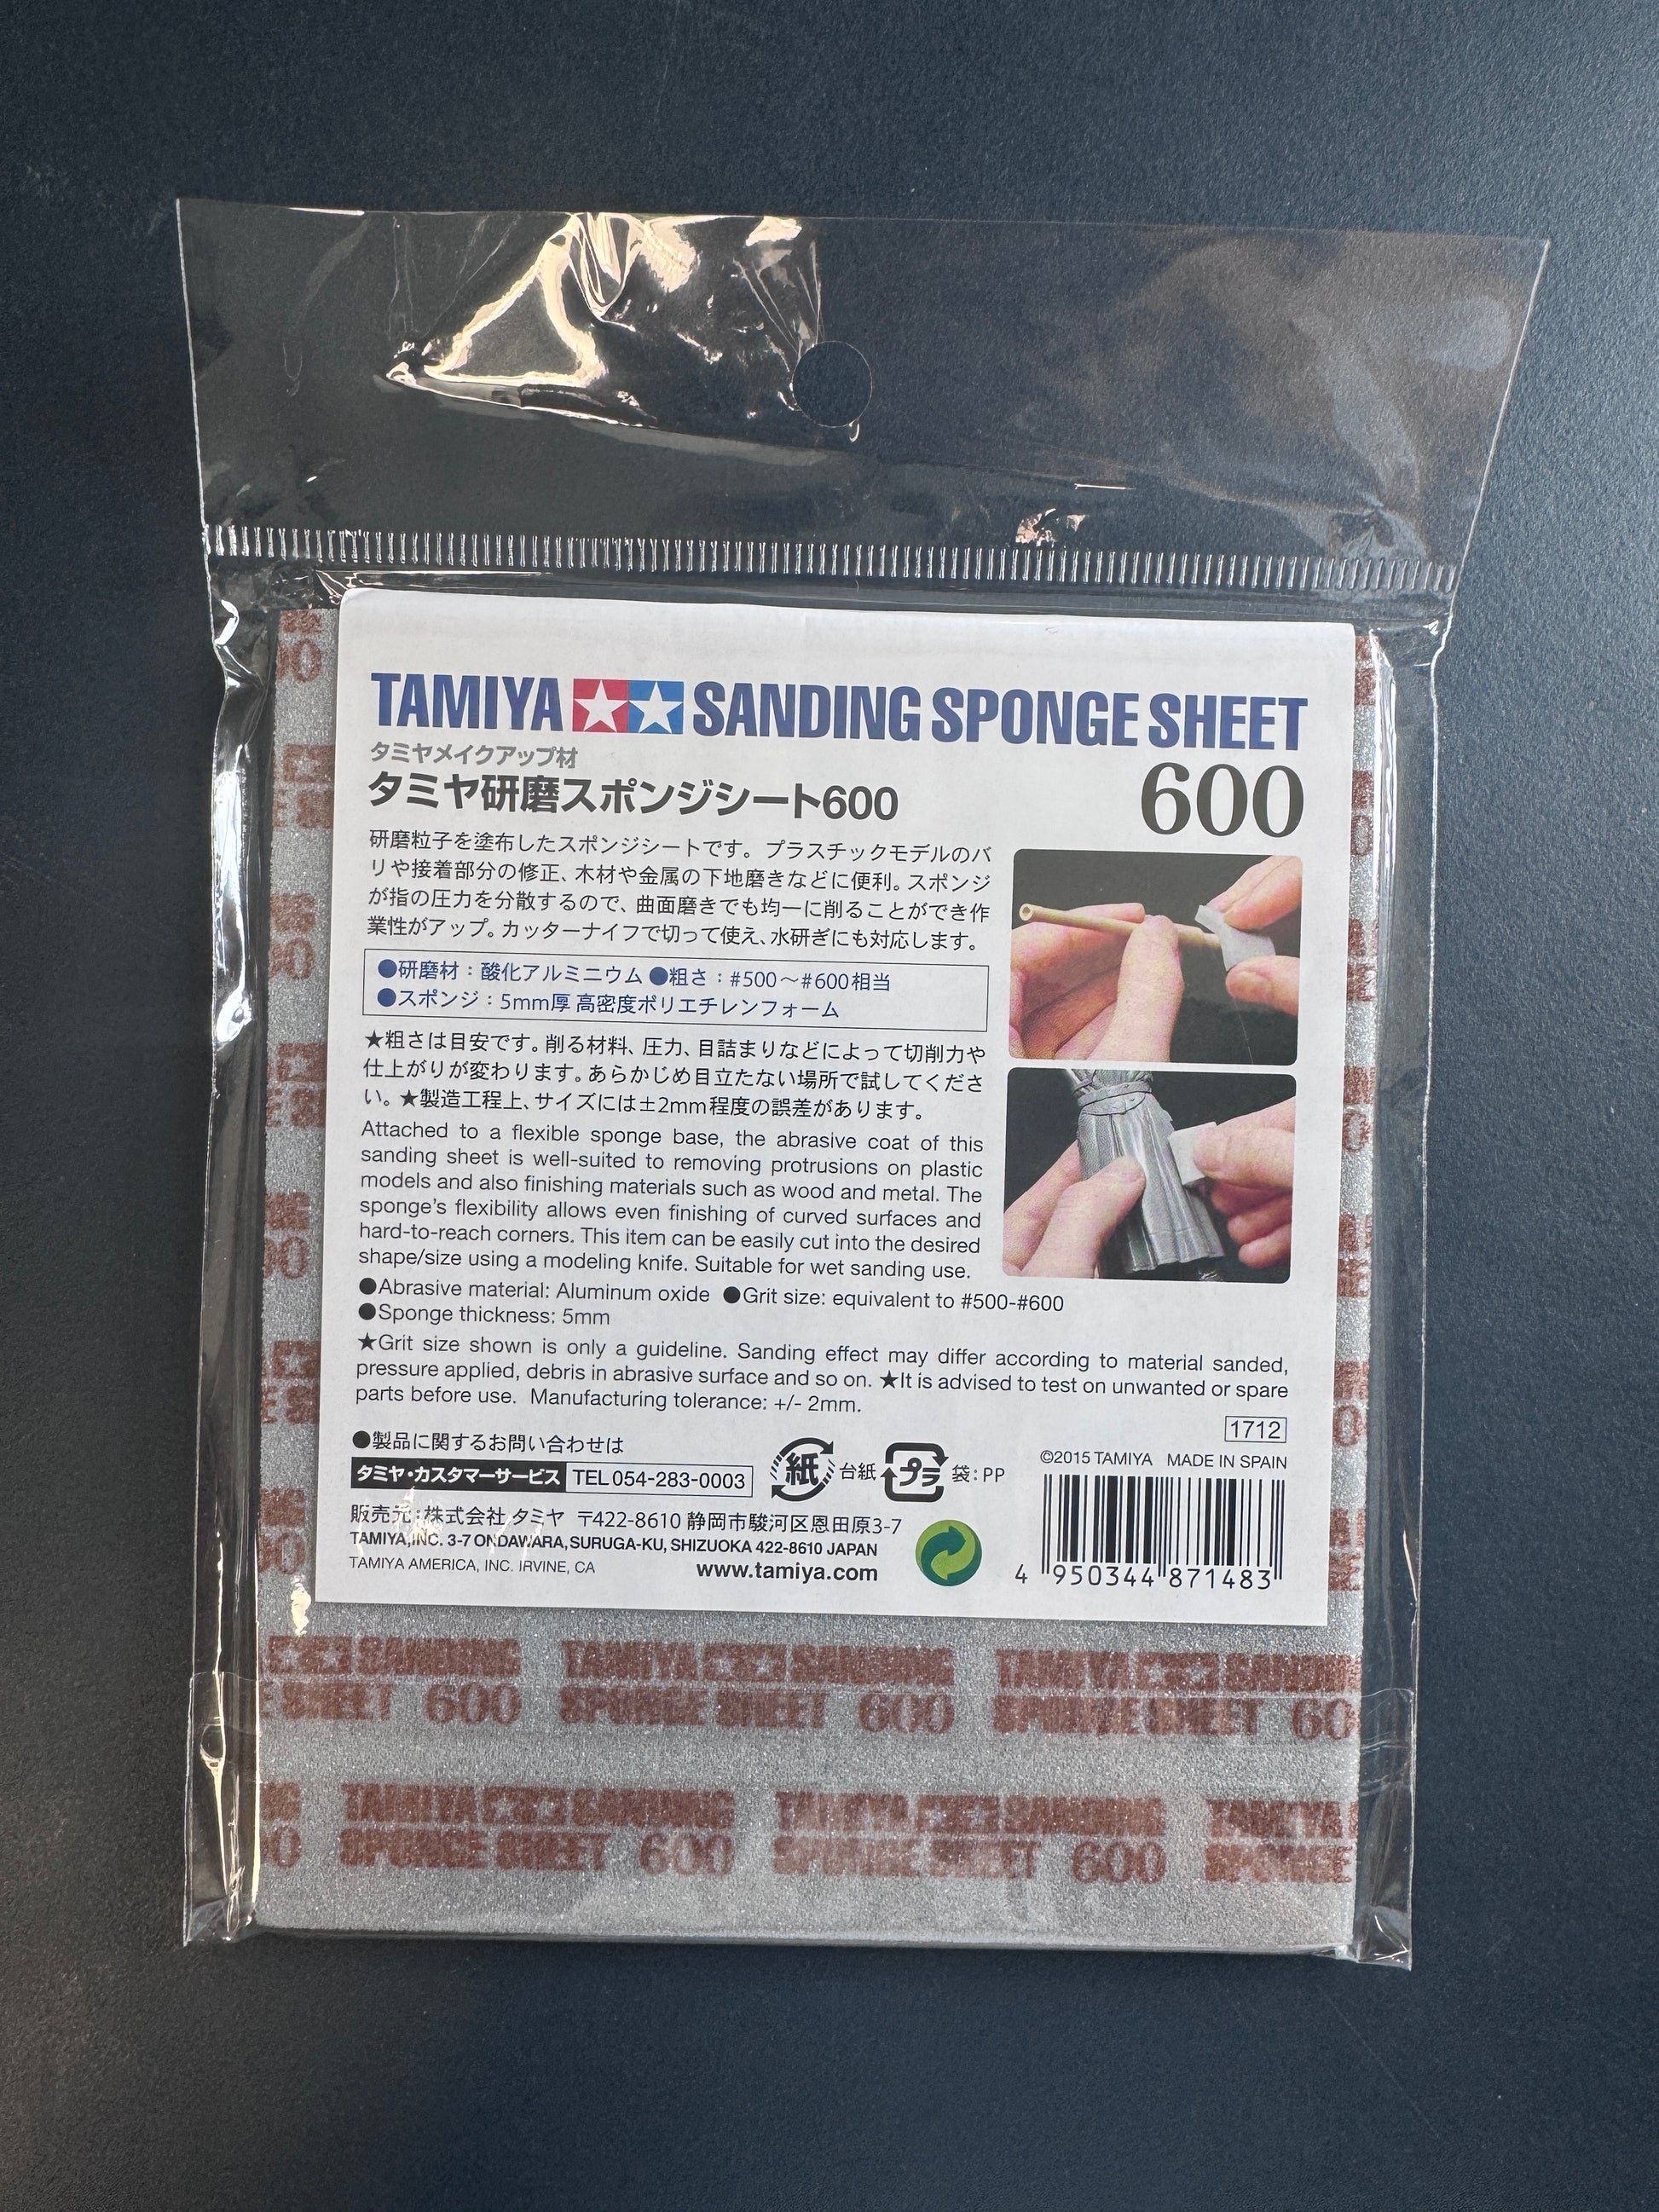 TAMIYA SANDING SPONGE SHEET
タミヤメイクアップ材
タミヤ研磨スポンジシート600
600
研磨粒子を塗布したスポンジシートです。プラスチックモデルのバ
リや接着部分の修正、木材や金属の下地磨きなどに便利。スポンジ
が指の圧力を分散するので、曲面磨きでも均一に削ることができ作
業性がアップ。カッターナイフで切って使え、水研ぎにも対応します。
●研磨材：酸化アルミニウム ●粗さ：#500～#600相当
●スポンジ：5mm厚 高密度ポリエチレンフォーム
★粗さは目安です。削る材料、圧力、目詰まりなどによって切削力や
仕上がりが変わります。あらかじめ目立たない場所で試してくださ
い。★製造工程上、サイズには±2mm程度の誤差があります。
Attached to a flexible sponge base, the abrasive coat of this
sanding sheet is well-suited to removing protrusions on plastic
models and also finishing materials such as wood and metal. The
sponge's flexibility allows even finishing of curved surfaces and
hard-to-reach corners. This item can be easily cut into the desired
shape/size using a modeling knife. Suitable for wet sanding use.
●Abrasive material: Aluminum oxide ●Grit size: equivalent to #500-#600
●Sponge thickness: 5mm
★Grit size shown is only a guideline. Sanding effect may differ according to material sanded,
pressure applied, debris in abrasive surface and so on. ★It is advised to test on unwanted or spare
parts before use. Manufacturing tolerance: +/- 2mm.
1712
●製品に関するお問い合わせは
タミヤ・カスタマーサービス TEL 054-283-0003
紙 台紙 プラ 袋：PP
©2015 TAMIYA MADE IN SPAIN
販売元：株式会社 タミヤ 〒422-8610 静岡市駿河区恩田原3-7
TAMIYA,INC. 3-7 ONDAWARA, SURUGA-KU, SHIZUOKA 422-8610 JAPAN
TAMIYA AMERICA, INC. IRVINE, CA www.tamiya.com
4 950344 871483
SANDING TAMIYA SANDING TAMIYA SANDING
E SHEET 600 SPONGE SHEET 600 SPONGE SHEET 60
TAMIYA SANDING TAMIYA SANDING TAMIYA
SPONGE SHEET 600 SPONGE SHEET 600 SPONGE